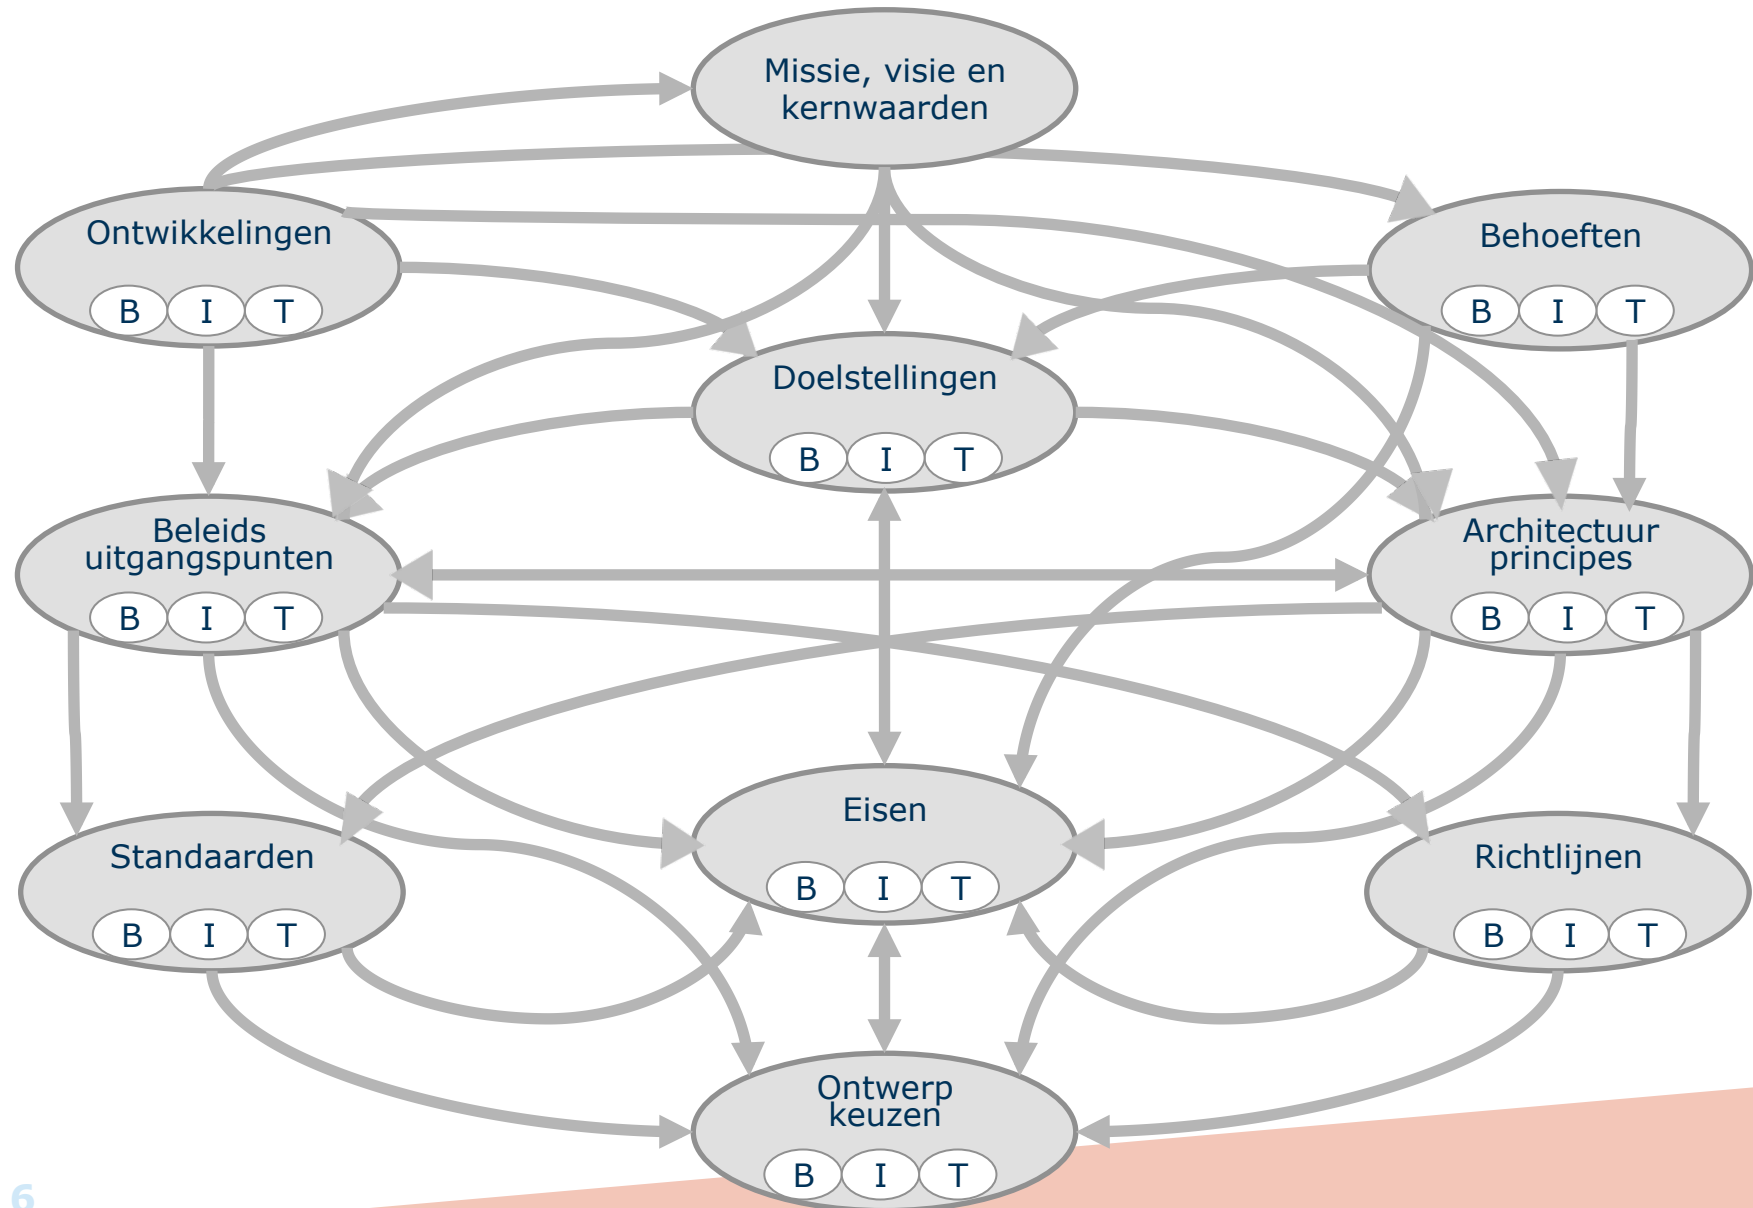 Missie, visie en
kernwaarden
Ontwikkelingen
B I T
Behoeften
B I T
Doelstellingen
B I T
Beleids
uitgangspunten
B I T
Architectuur
principes
B I T
Eisen
B I T
Standaarden
B I T
Richtlijnen
B I T
Ontwerp
keuzen
B I T
6